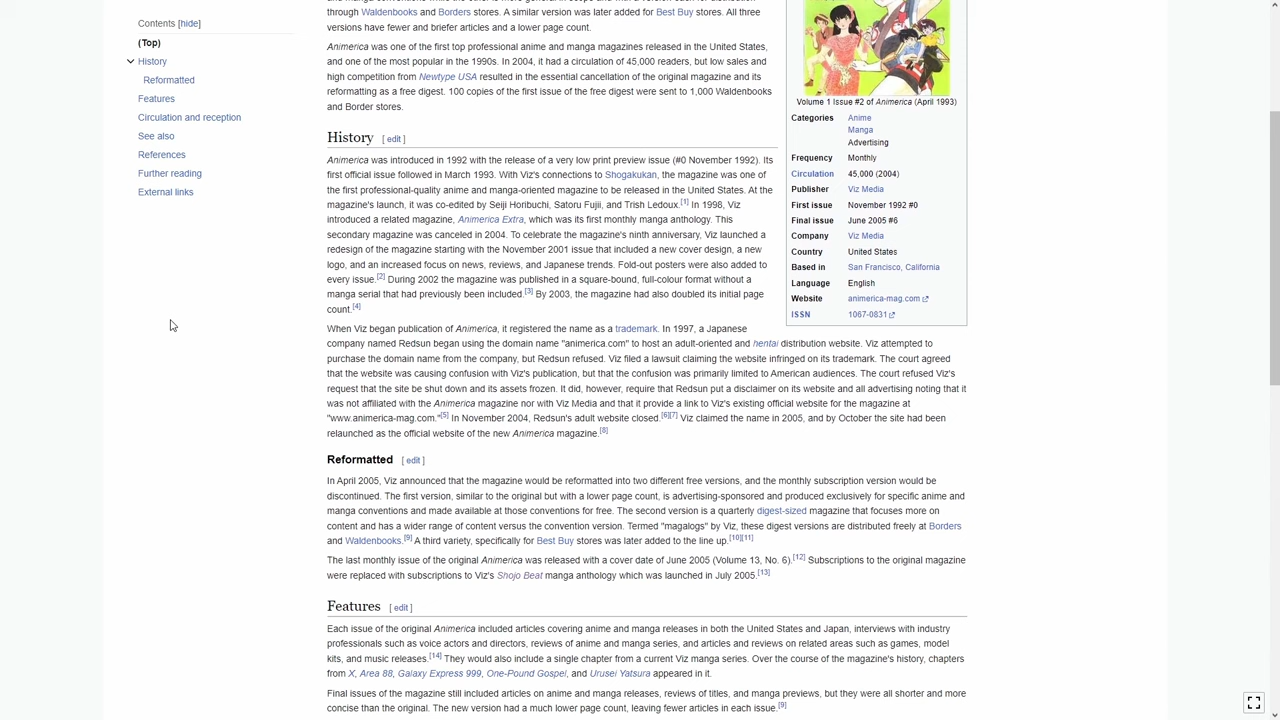 Contents [hide]
(Top)
History
Reformatted
Features
Circulation and reception
See also
References
Further reading
External links
through Waldenbooks and Borders stores. A similar version was later added for Best Buy stores. All three
versions have fewer and briefer articles and a lower page count.
Animerica was one of the first top professional anime and manga magazines released in the United States,
and one of the most popular in the 1990s. In 2004, it had a circulation of 45,000 readers, but low sales and
high competition from Newtype USA resulted in the essential cancellation of the original magazine and its
reformatting as a free digest. 100 copies of the first issue of the free digest were sent to 1,000 Waldenbooks
and Border stores.
History [ edit ]
Animerica was introduced in 1992 with the release of a very low print preview issue (#0 November 1992). Its
first official issue followed in March 1993. With Viz's connections to Shogakukan, the magazine was one of
the first professional-quality anime and manga-oriented magazine to be released in the United States. At the
magazine's launch, it was co-edited by Seiji Horibuchi, Satoru Fujii, and Trish Ledoux.[1] In 1998, Viz
introduced a related magazine, Animerica Extra, which was its first monthly manga anthology. This
secondary magazine was canceled in 2004. To celebrate the magazine's ninth anniversary, Viz launched a
redesign of the magazine starting with the November 2001 issue that included a new cover design, a new
logo, and an increased focus on news, reviews, and Japanese trends. Fold-out posters were also added to
every issue.[2] During 2002 the magazine was published in a square-bound, full-colour format without a
manga serial that had previously been included.[3] By 2003, the magazine had also doubled its initial page
count.[4]
Volume 1 Issue #2 of Animerica (April 1993)
Categories Anime
Manga
Advertising
Frequency Monthly
Circulation 45,000 (2004)
Publisher Viz Media
First issue November 1992 #0
Final issue June 2005 #6
Company Viz Media
Country United States
Based in San Francisco, California
Language English
Website animerica-mag.com
ISSN 1067-0831
When Viz began publication of Animerica, it registered the name as a trademark. In 1997, a Japanese
company named Redsun began using the domain name "animerica.com" to host an adult-oriented and hentai distribution website. Viz attempted to
purchase the domain name from the company, but Redsun refused. Viz filed a lawsuit claiming the website infringed on its trademark. The court agreed
that the website was causing confusion with Viz's publication, but that the confusion was primarily limited to American audiences. The court refused Viz's
request that the site be shut down and its assets frozen. It did, however, require that Redsun put a disclaimer on its website and all advertising noting that it
was not affiliated with the Animerica magazine nor with Viz Media and that it provide a link to Viz's existing official website for the magazine at
"www.animerica-mag.com."[5] In November 2004, Redsun's adult website closed.[6][7] Viz claimed the name in 2005, and by October the site had been
relaunched as the official website of the new Animerica magazine.[8]
Reformatted [ edit ]
In April 2005, Viz announced that the magazine would be reformatted into two different free versions, and the monthly subscription version would be
discontinued. The first version, similar to the original but with a lower page count, is advertising-sponsored and produced exclusively for specific anime and
manga conventions and made available at those conventions for free. The second version is a quarterly digest-sized magazine that focuses more on
content and has a wider range of content versus the convention version. Termed "magalogs" by Viz, these digest versions are distributed freely at Borders
and Waldenbooks.[9] A third variety, specifically for Best Buy stores was later added to the line up.[10][11]
The last monthly issue of the original Animerica was released with a cover date of June 2005 (Volume 13, No. 6).[12] Subscriptions to the original magazine
were replaced with subscriptions to Viz's Shojo Beat manga anthology which was launched in July 2005.[13]
Features [ edit ]
Each issue of the original Animerica included articles covering anime and manga releases in both the United States and Japan, interviews with industry
professionals such as voice actors and directors, reviews of anime and manga series, and articles and reviews on related areas such as games, model
kits, and music releases.[14] They would also include a single chapter from a current Viz manga series. Over the course of the magazine's history, chapters
from X, Area 88, Galaxy Express 999, One-Pound Gospel, and Urusei Yatsura appeared in it.
Final issues of the magazine still included articles on anime and manga releases, reviews of titles, and manga previews, but they were all shorter and more
concise than the original. The new version had a much lower page count, leaving fewer articles in each issue.[9]